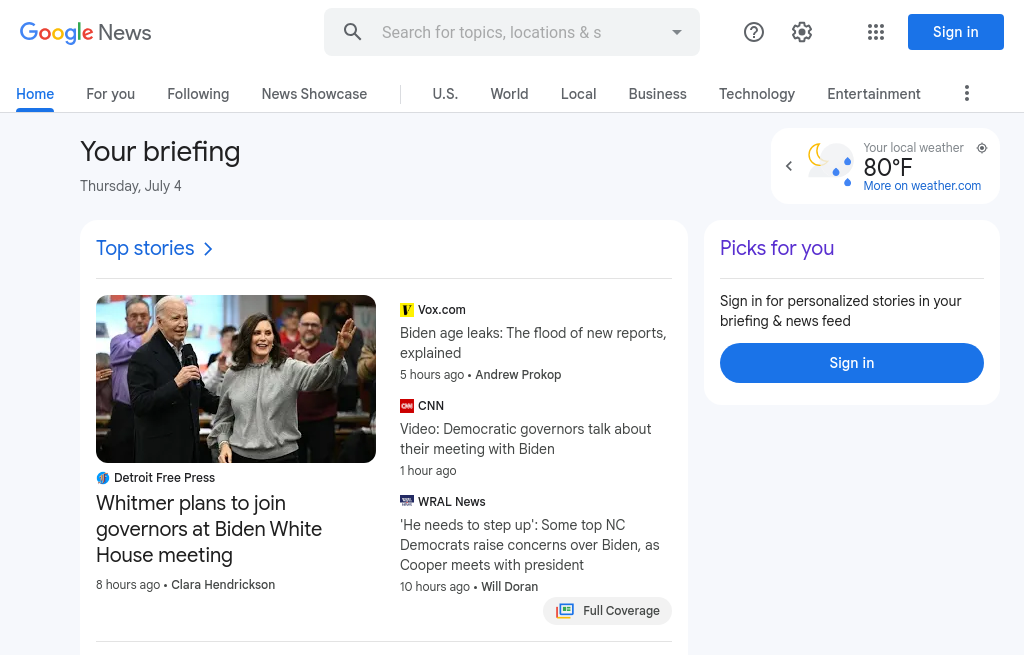 Google News
Search for topics, locations & s
Sign in
Home
For you
Following
News Showcase
U.S.
World
Local
Business
Technology
Entertainment
Your briefing
Thursday, July 4
Your local weather
80°F
More on weather.com
Top stories
Detroit Free Press
Whitmer plans to join
governors at Biden White
House meeting
8 hours ago • Clara Hendrickson
Vox.com
Biden age leaks: The flood of new reports,
explained
5 hours ago • Andrew Prokop
CNN
Video: Democratic governors talk about
their meeting with Biden
1 hour ago
WRAL News
'He needs to step up': Some top NC
Democrats raise concerns over Biden, as
Cooper meets with president
10 hours ago • Will Doran
Full Coverage
Picks for you
Sign in for personalized stories in your
briefing & news feed
Sign in